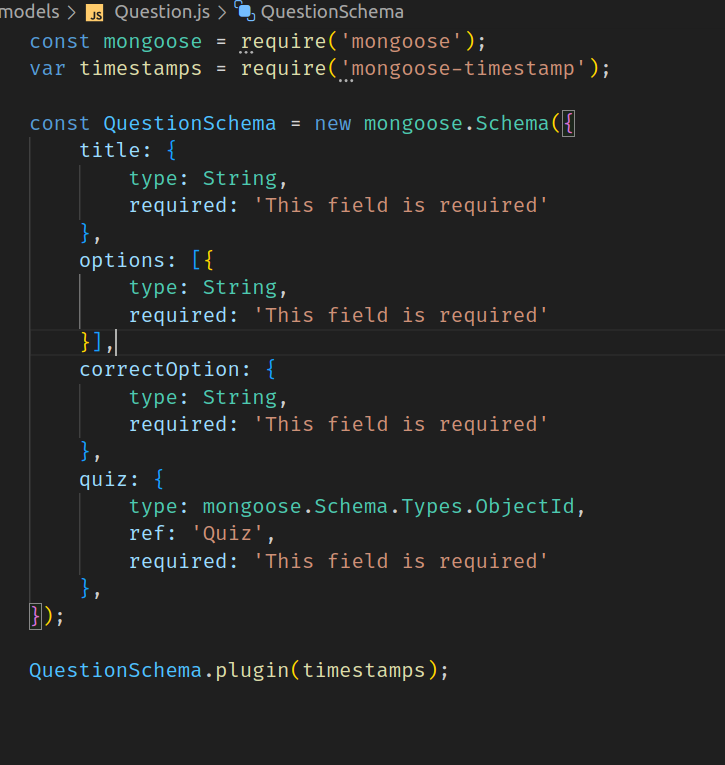 models > JS Question.js > QuestionSchema
const mongoose = require('mongoose');
var timestamps = require('mongoose-timestamp');
const QuestionSchema = new mongoose.Schema({
    title: {
        type: String,
        required: 'This field is required'
    },
    options: [{
        type: String,
        required: 'This field is required'
    }],
    correctOption: {
        type: String,
        required: 'This field is required'
    },
    quiz: {
        type: mongoose.Schema.Types.ObjectId,
        ref: 'Quiz',
        required: 'This field is required'
    },
});
QuestionSchema.plugin(timestamps);